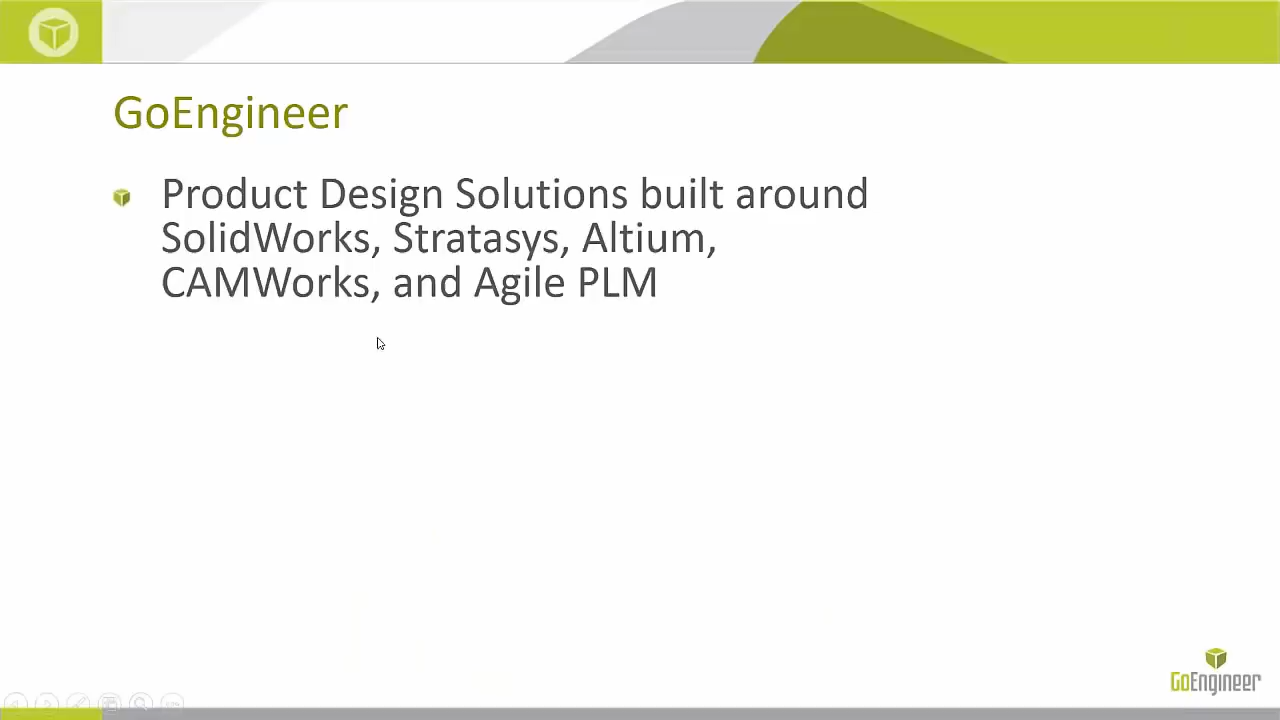 GoEngineer
Product Design Solutions built around
SolidWorks, Stratasys, Altium,
CAMWorks, and Agile PLM
GoEngineer